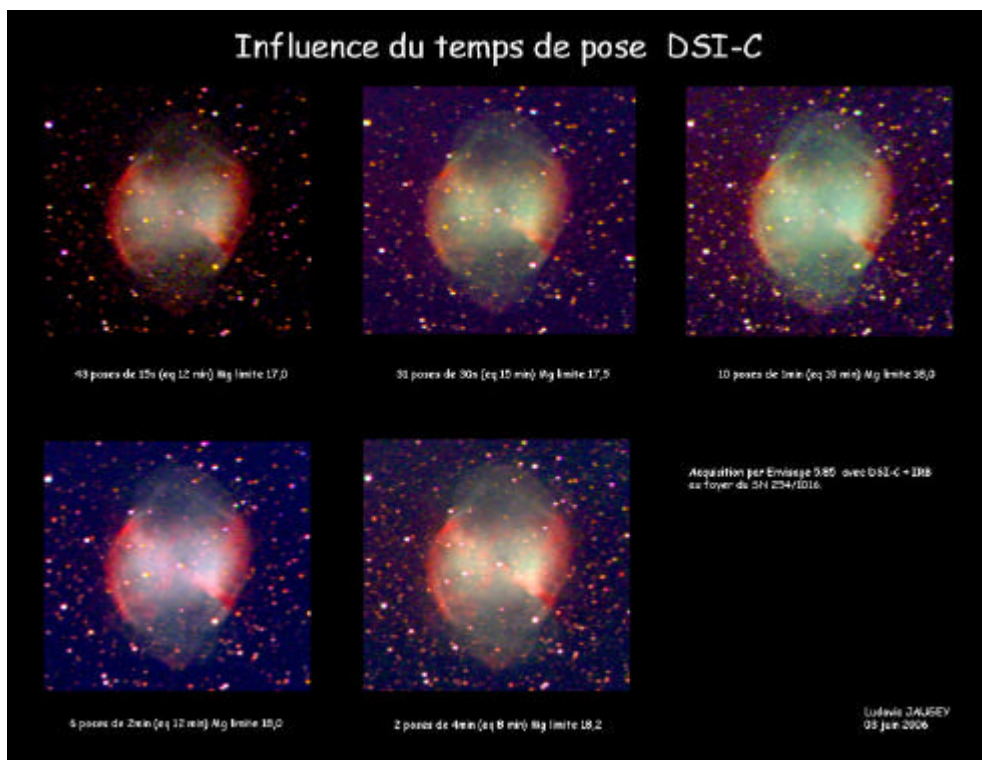 Influence du temps de pose DSI-C
43 poses de 15s (eq 12 min) Mg limite 17,0
31 poses de 30s (eq 15 min) Mg limite 17,5
10 poses de 1min (eq 10 min) Mg limite 18,0
6 poses de 2min (eq 12 min) Mg limite 18,0
2 poses de 4min (eq 8 min) Mg limite 18,2
Acquisition par Envisage avec DSI-C + IRB
au foyer du SN 254/1016.
Ludovic JAUGEY
03 juin 2006